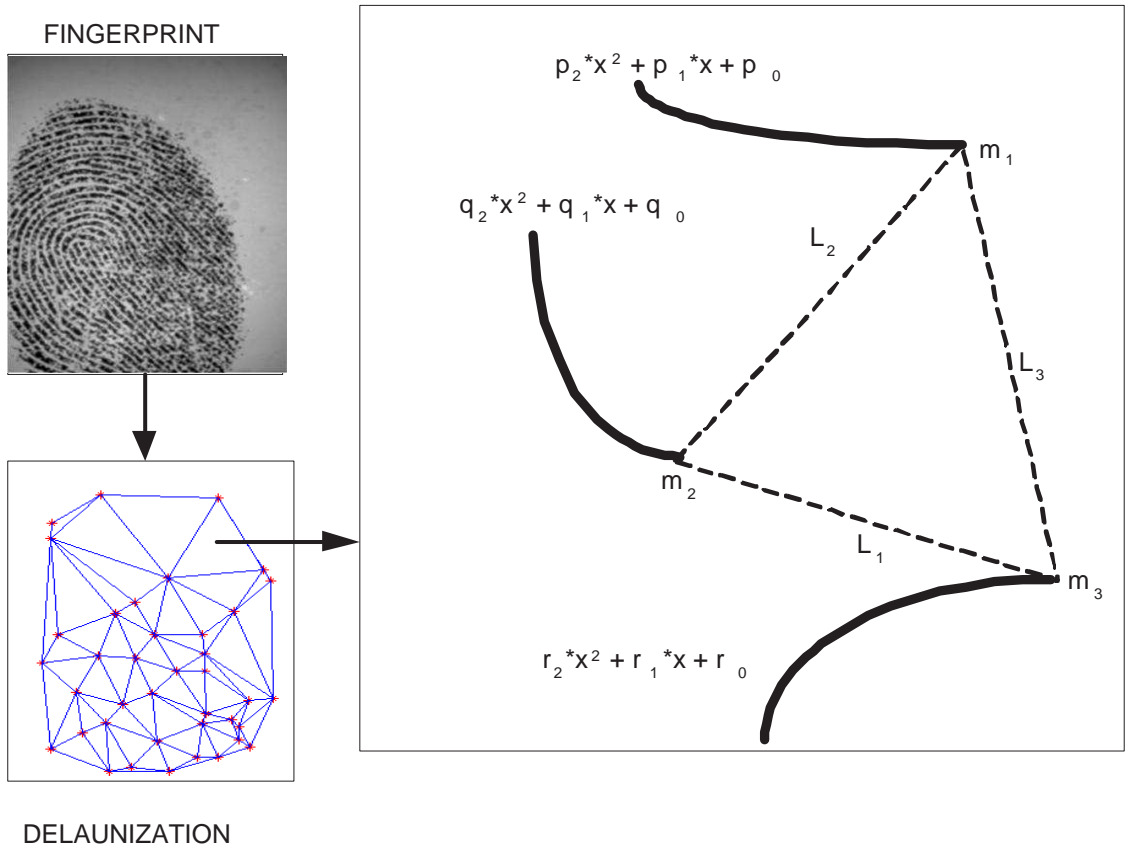 FINGERPRINT
p₂*x² + p₁*x + p₀
m₁
q₂*x² + q₁*x + q₀
L₂
L₃
m₂
L₁
m₃
r₂*x² + r₁*x + r₀
DELAUNIZATION